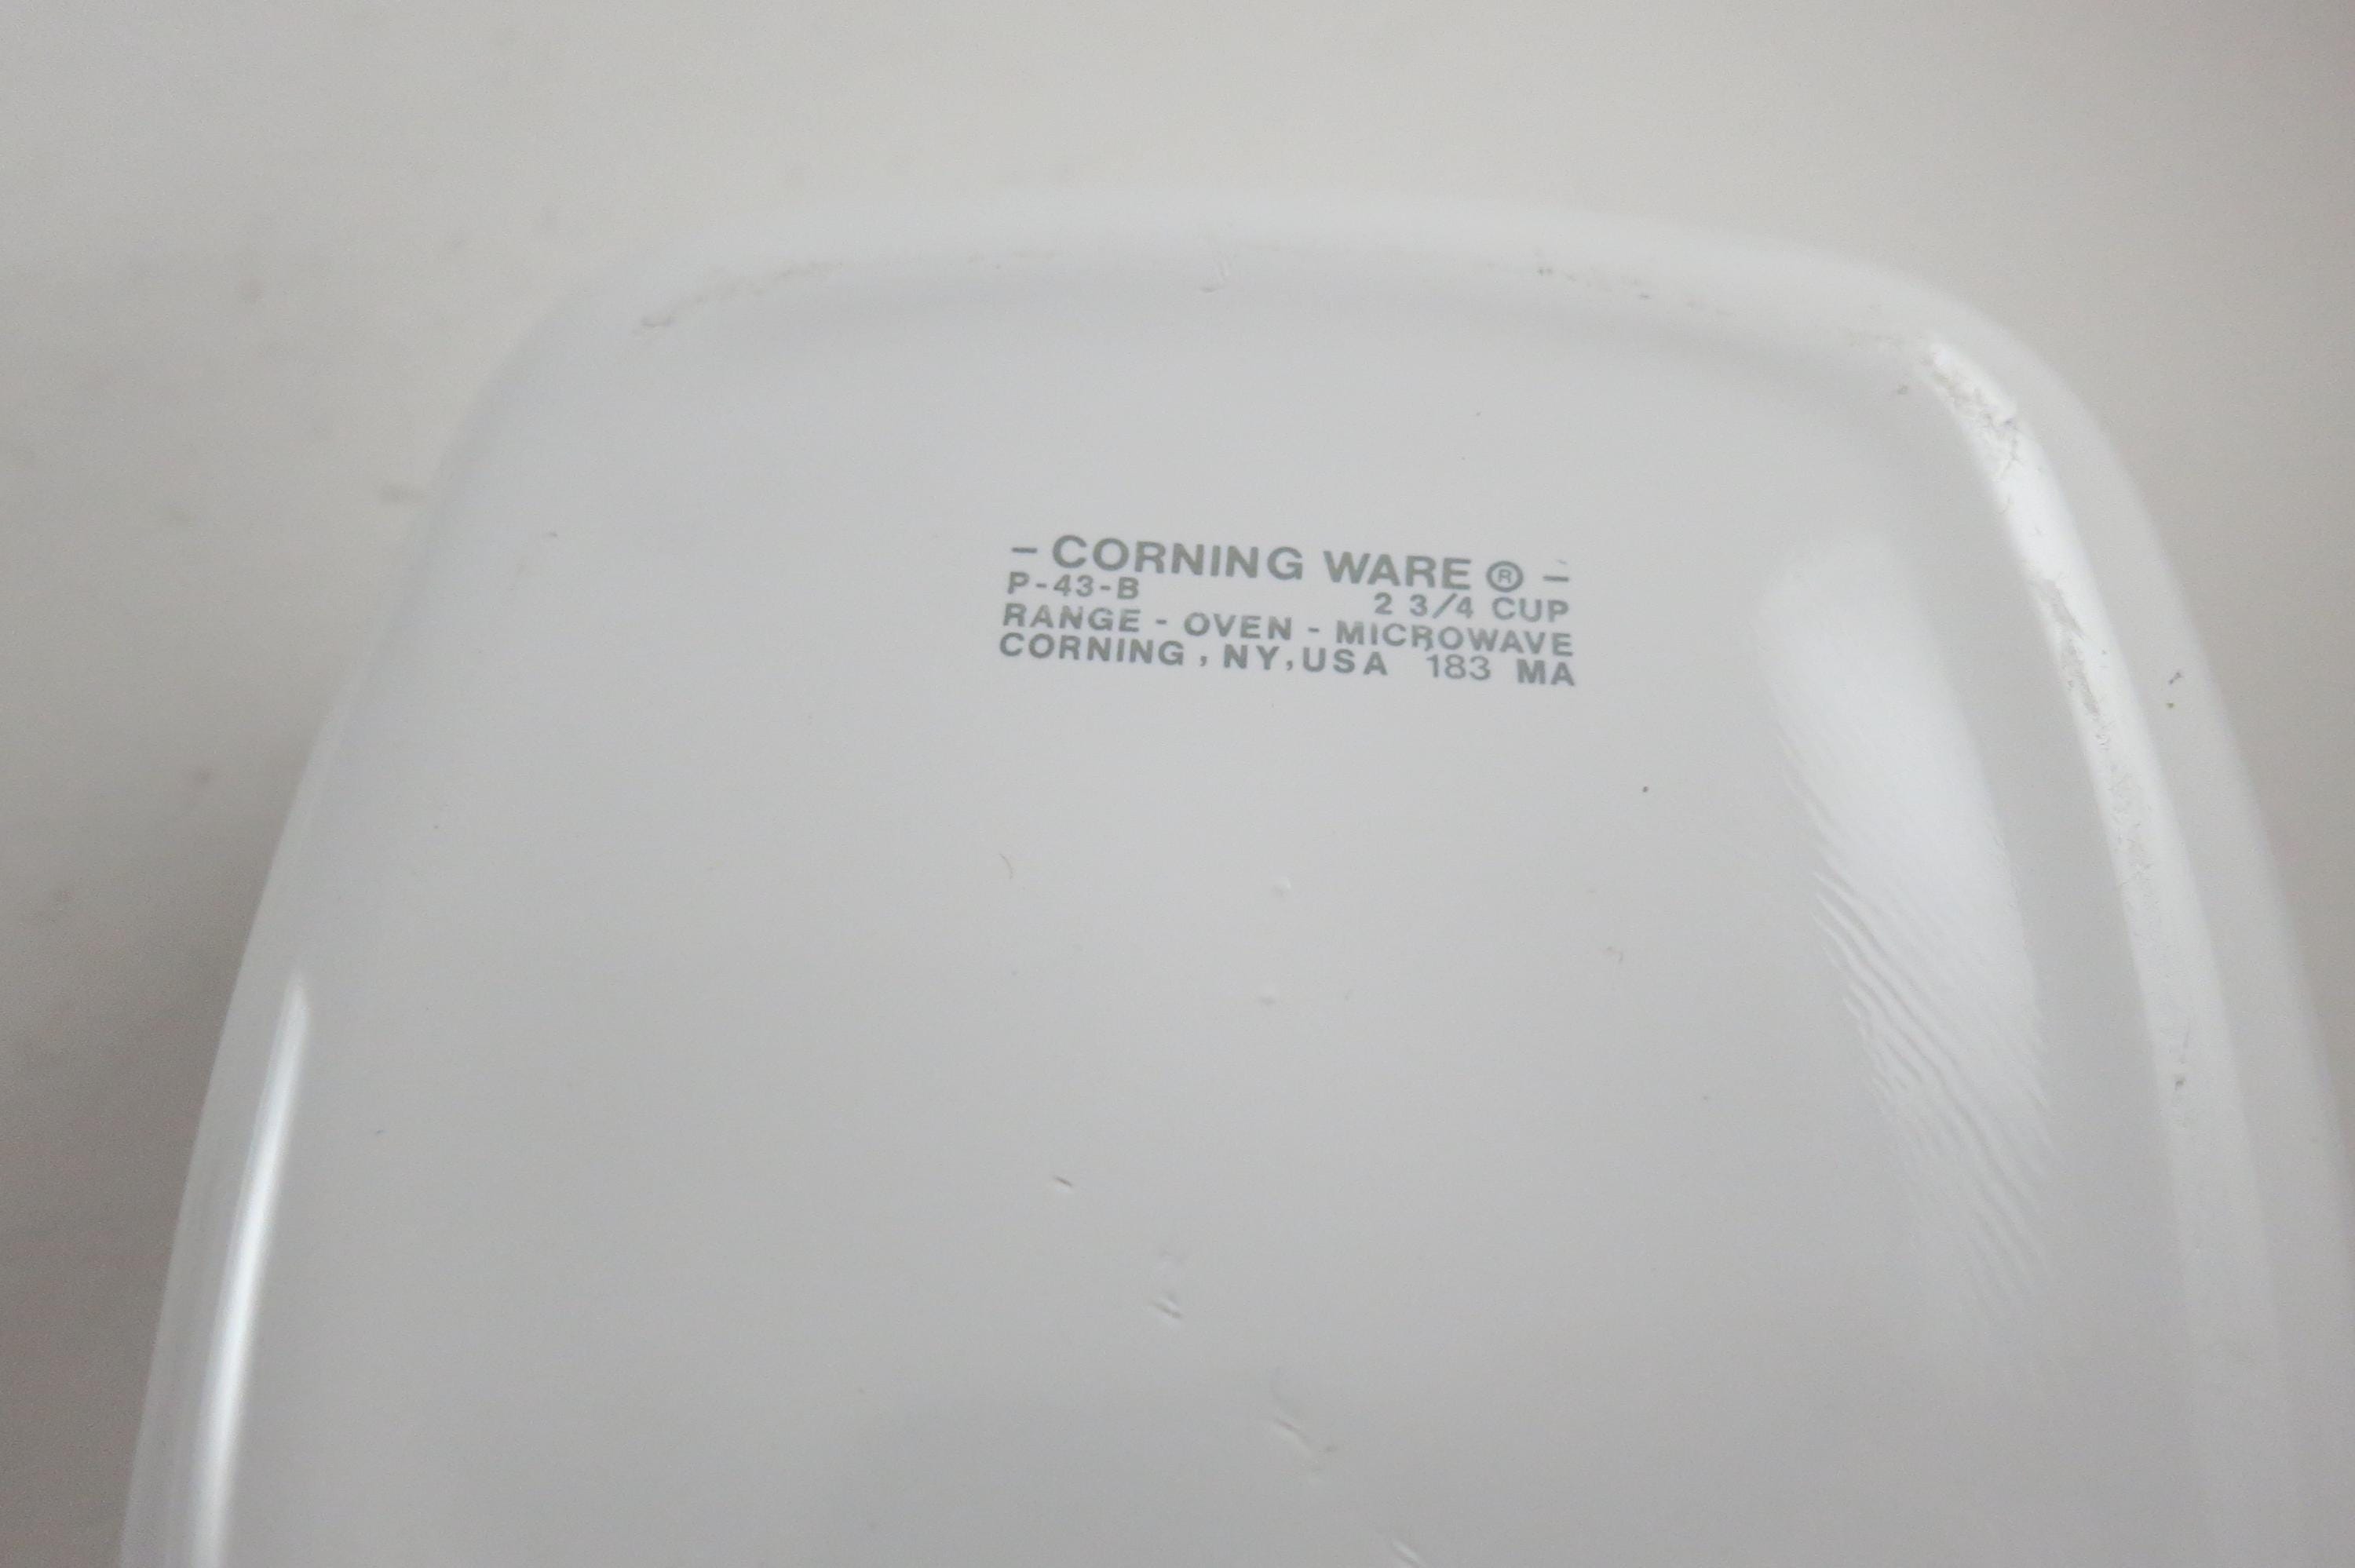 - CORNING WARE ® -
P-43-B 2 3/4 CUP
RANGE - OVEN - MICROWAVE
CORNING, NY, USA 183 MA